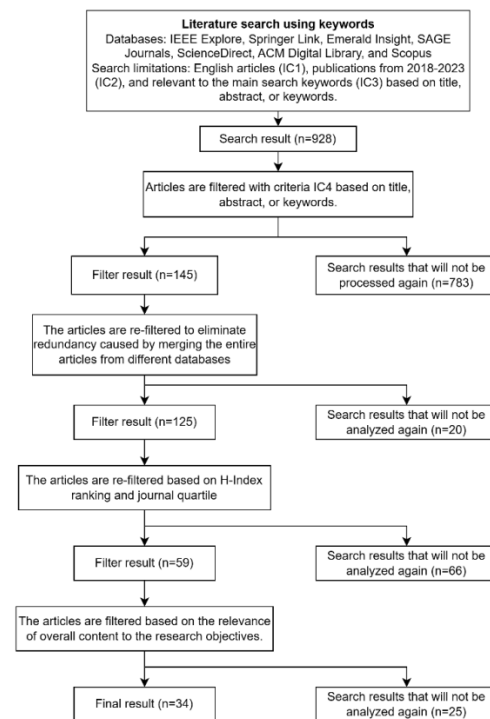 Literature search using keywords
Databases: IEEE Explore, Springer Link, Emerald Insight, SAGE
Journals, ScienceDirect, ACM Digital Library, and Scopus
Search limitations: English articles (IC1), publications from 2018-2023
(IC2), and relevant to the main search keywords (IC3) based on title,
abstract, or keywords.
Search result (n=928)
Articles are filtered with criteria IC4 based on title,
abstract, or keywords.
Filter result (n=145)
Search results that will not be
processed again (n=783)
The articles are re-filtered to eliminate
redundancy caused by merging the entire
articles from different databases
Filter result (n=125)
Search results that will not be
analyzed again (n=20)
The articles are re-filtered based on H-Index
ranking and journal quartile
Filter result (n=59)
Search results that will not be
analyzed again (n=66)
The articles are filtered based on the relevance
of overall content to the research objectives.
Final result (n=34)
Search results that will not be
analyzed again (n=25)